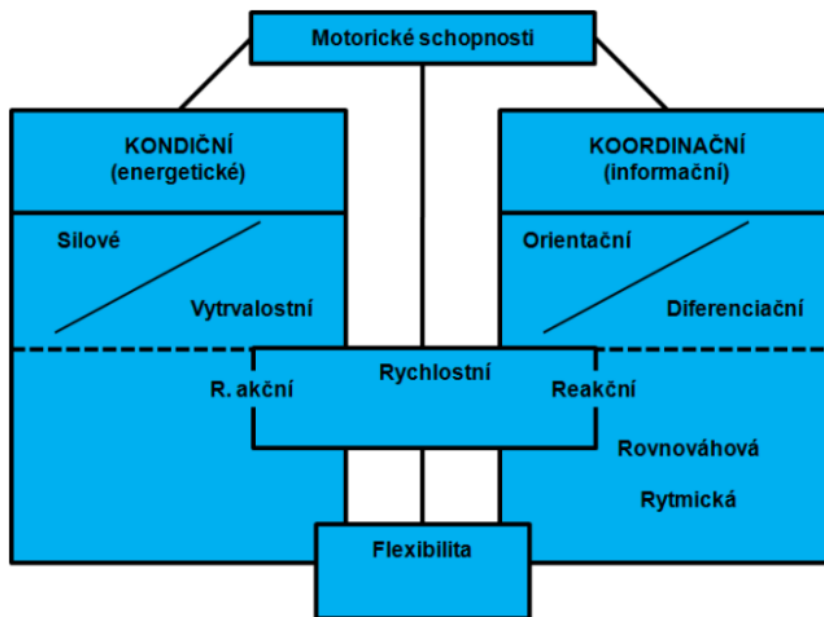 Motorické schopnosti
KONDIČNÍ
(energetické)
KOORDINAČNÍ
(informační)
Silové
Vytrvalostní
Orientační
Diferenciační
Rychlostní
R. akční
Reakční
Rovnováhová
Rytmická
Flexibilita